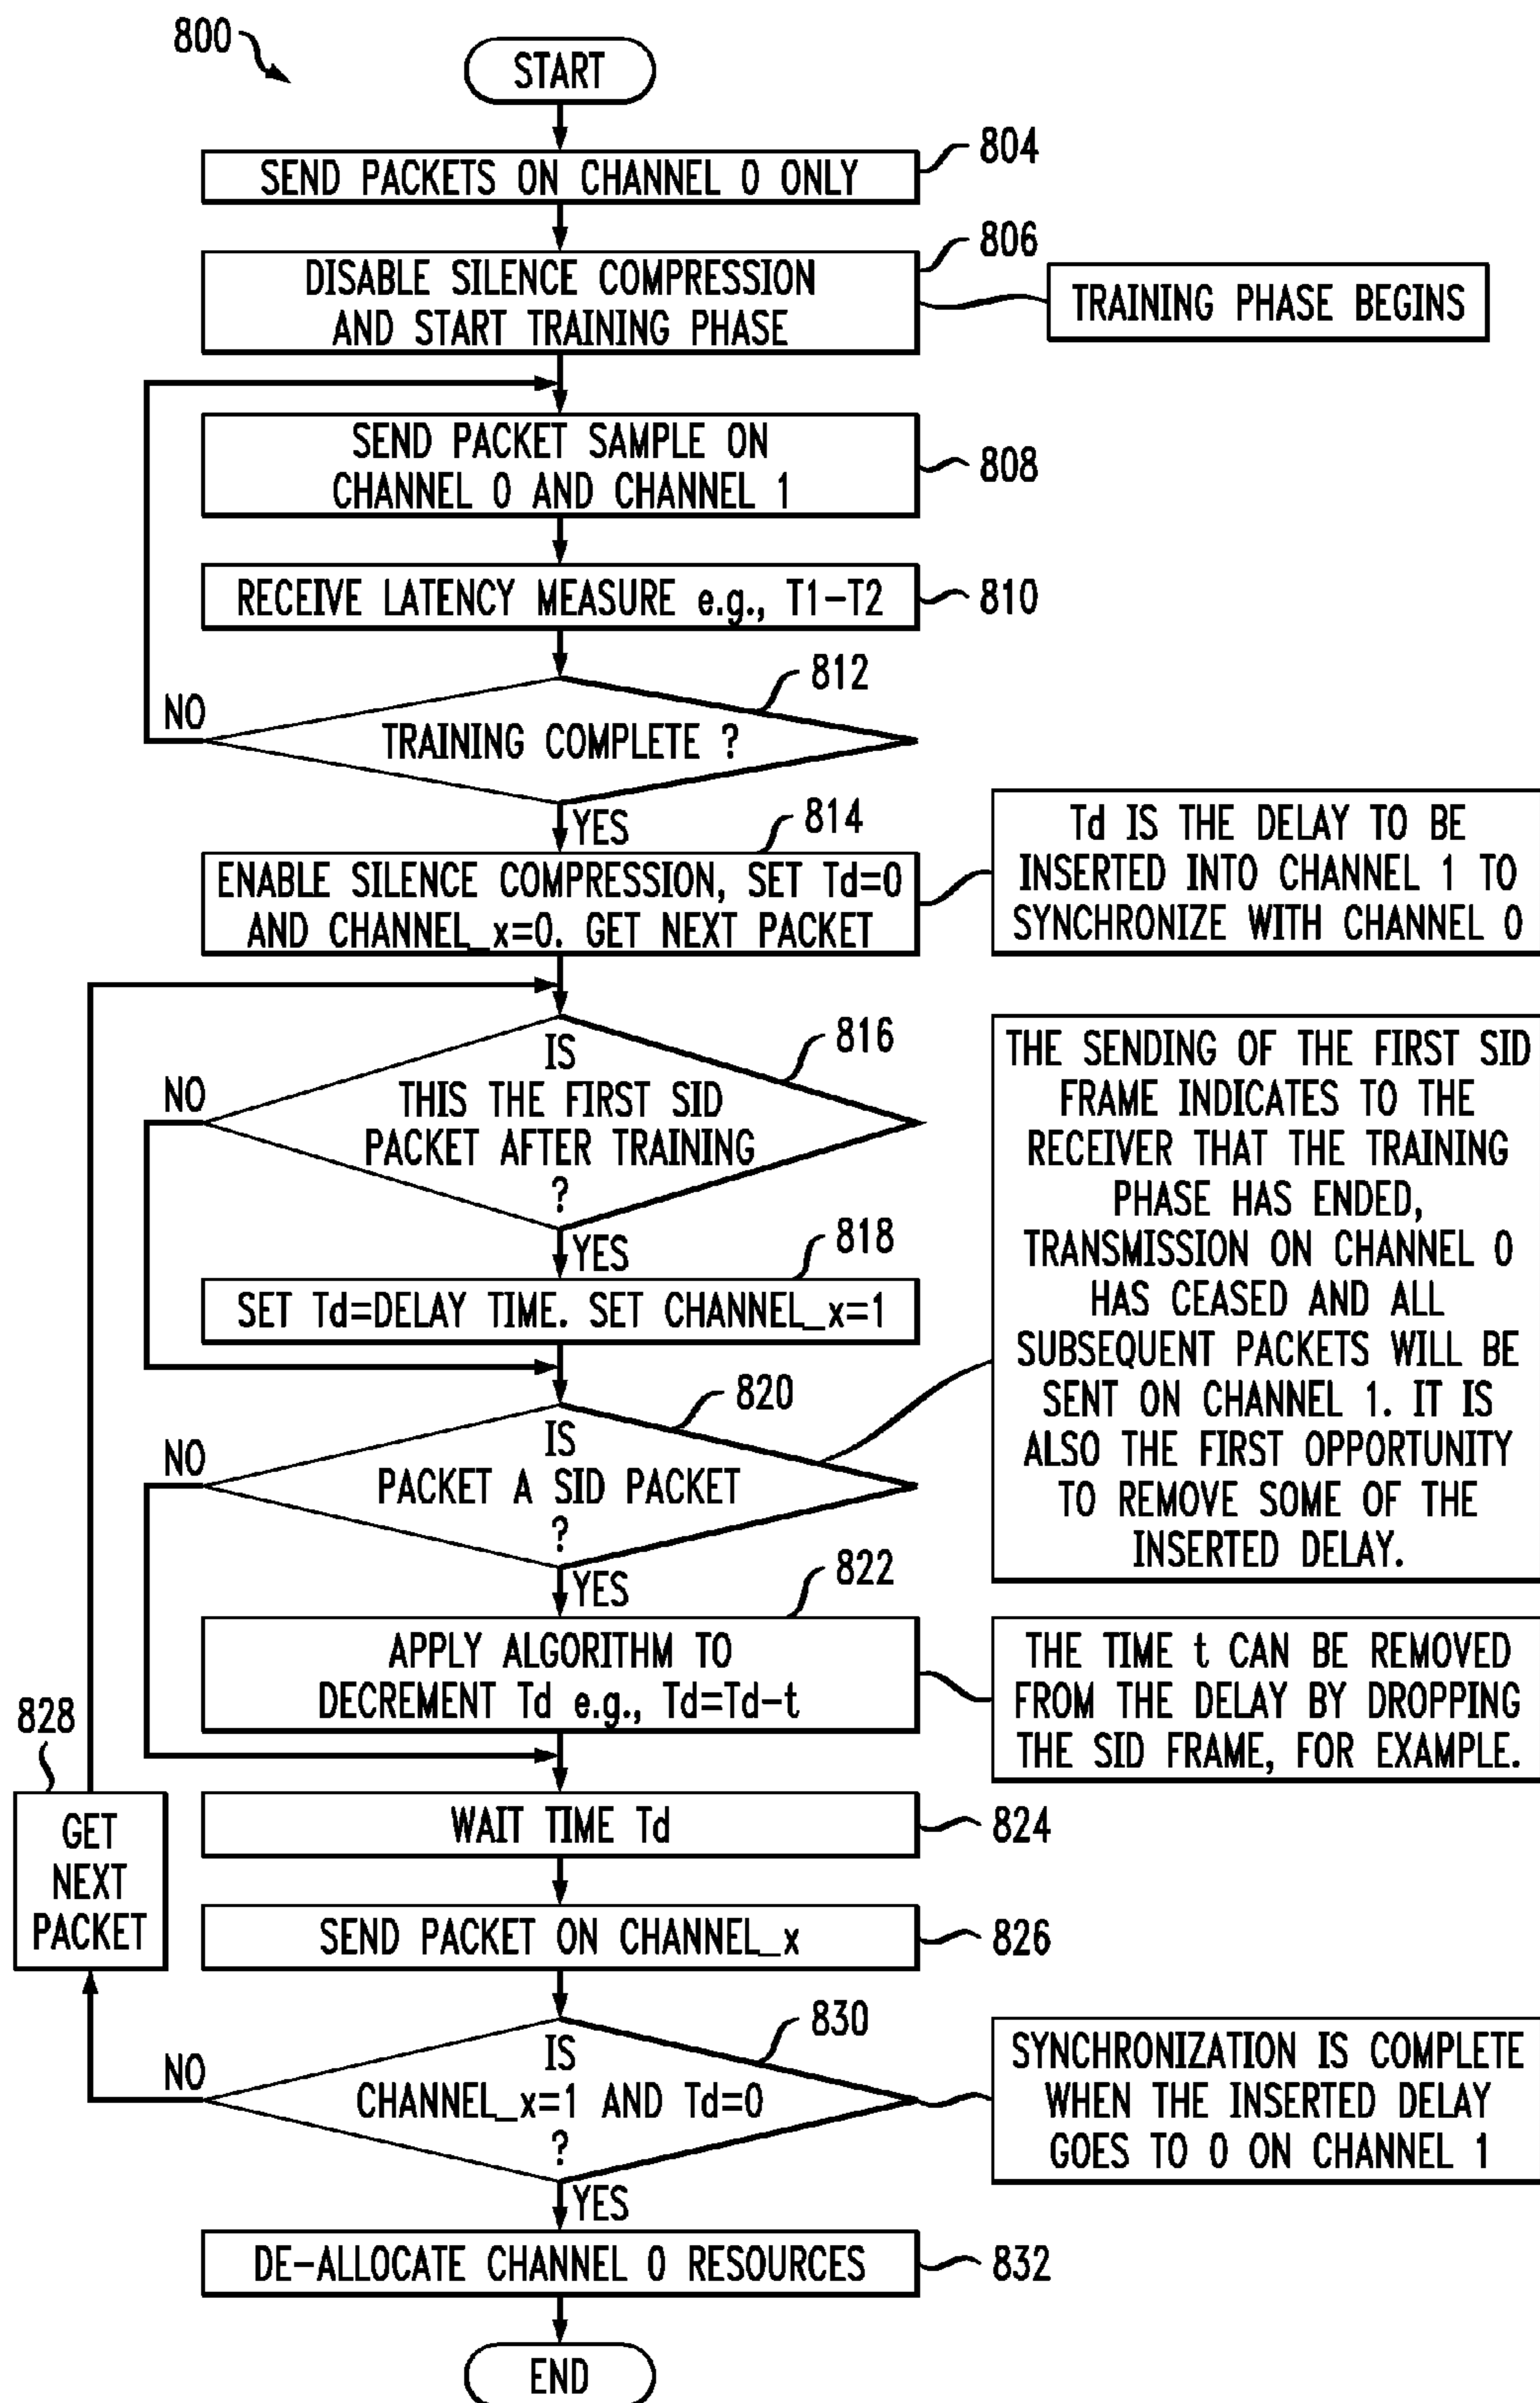 800
START
SEND PACKETS ON CHANNEL 0 ONLY
804
DISABLE SILENCE COMPRESSION
AND START TRAINING PHASE
806
TRAINING PHASE BEGINS
SEND PACKET SAMPLE ON
CHANNEL 0 AND CHANNEL 1
808
RECEIVE LATENCY MEASURE e.g., T1-T2
810
812
NO
TRAINING COMPLETE ?
YES
814
ENABLE SILENCE COMPRESSION, SET Td=0
AND CHANNEL_x=0. GET NEXT PACKET
Td IS THE DELAY TO BE
INSERTED INTO CHANNEL 1 TO
SYNCHRONIZE WITH CHANNEL 0
816
NO
IS
THIS THE FIRST SID
PACKET AFTER TRAINING
?
YES
818
SET Td=DELAY TIME. SET CHANNEL_x=1
THE SENDING OF THE FIRST SID
FRAME INDICATES TO THE
RECEIVER THAT THE TRAINING
PHASE HAS ENDED,
TRANSMISSION ON CHANNEL 0
HAS CEASED AND ALL
SUBSEQUENT PACKETS WILL BE
SENT ON CHANNEL 1. IT IS
ALSO THE FIRST OPPORTUNITY
TO REMOVE SOME OF THE
INSERTED DELAY.
820
NO
IS
PACKET A SID PACKET
?
YES
822
APPLY ALGORITHM TO
DECREMENT Td e.g., Td=Td-t
THE TIME t CAN BE REMOVED
FROM THE DELAY BY DROPPING
THE SID FRAME, FOR EXAMPLE.
828
GET
NEXT
PACKET
WAIT TIME Td
824
SEND PACKET ON CHANNEL_x
826
830
NO
IS
CHANNEL_x=1 AND Td=0
?
YES
SYNCHRONIZATION IS COMPLETE
WHEN THE INSERTED DELAY
GOES TO 0 ON CHANNEL 1
DE-ALLOCATE CHANNEL 0 RESOURCES
832
END